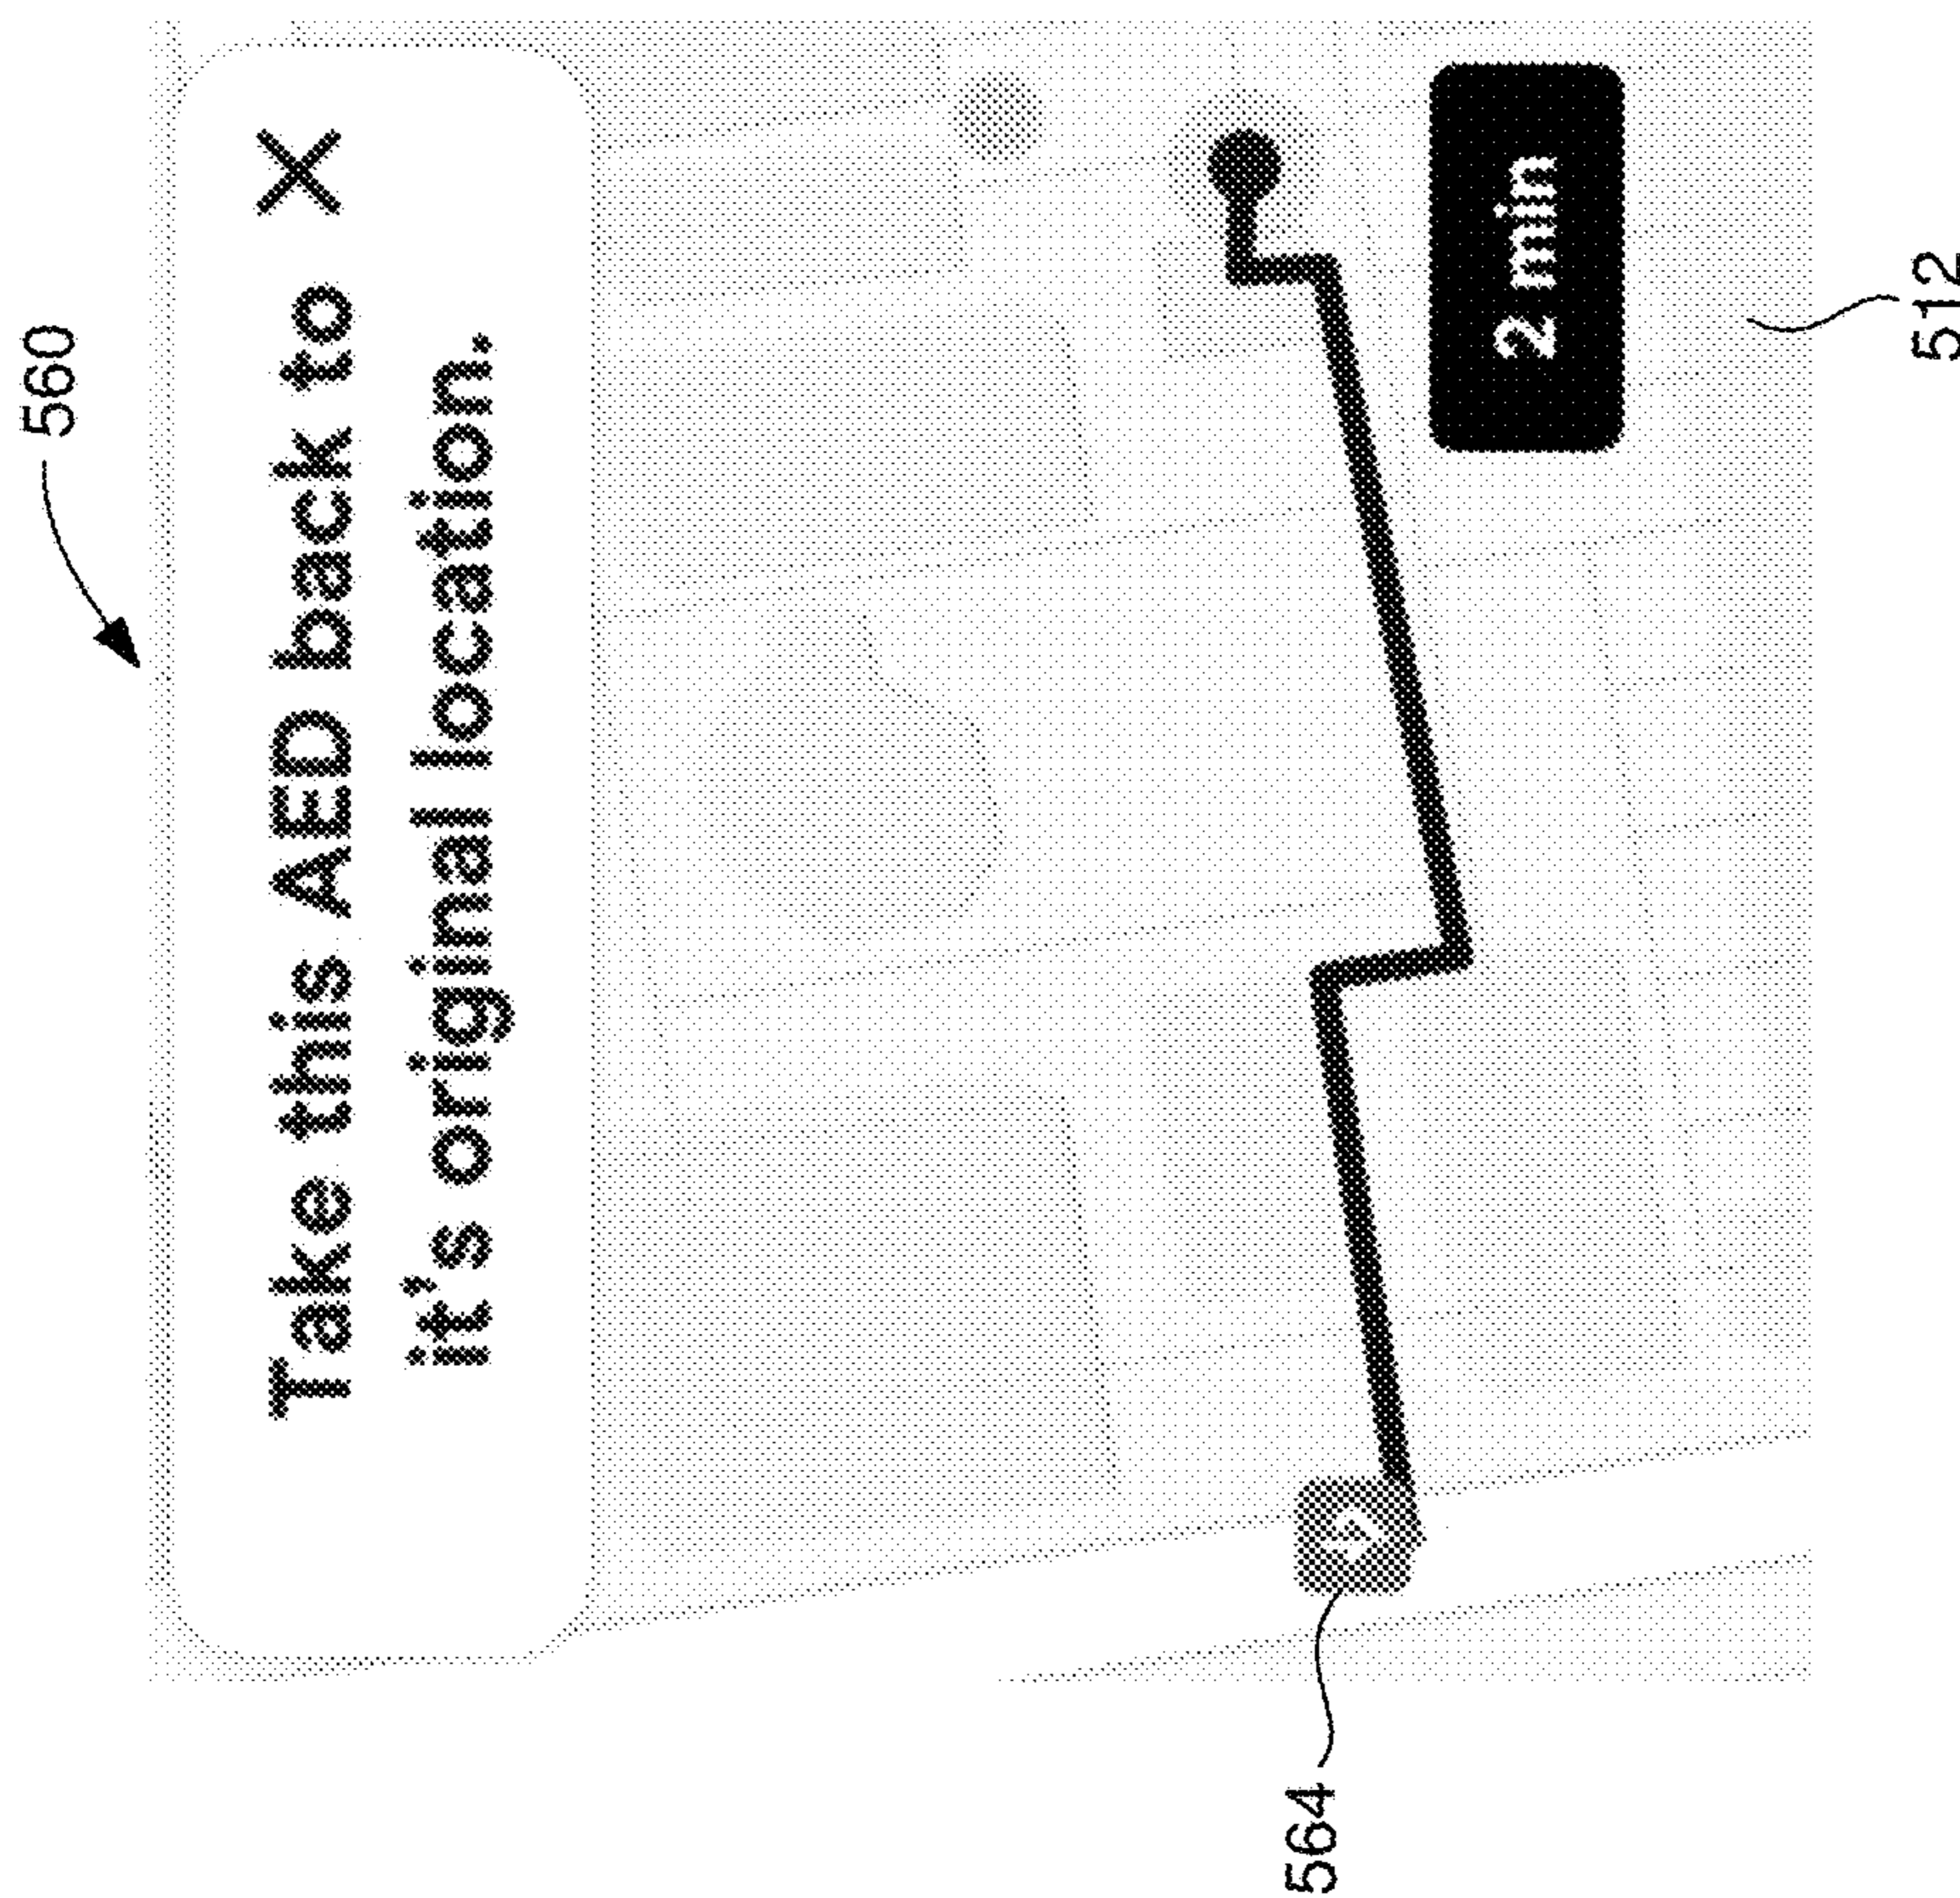 560
Take this AED back to
it's original location.
2 min
564
512